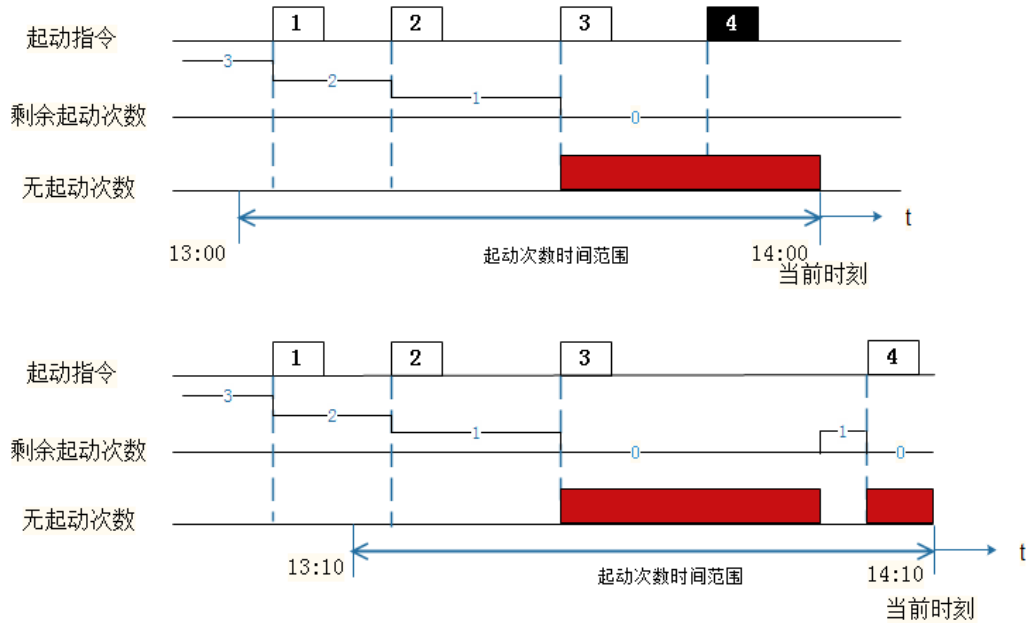 1 2 3 4
起动指令
3
2
1
剩余起动次数
0
无起动次数
t
13:00
起动次数时间范围
14:00
当前时刻
1 2 3 4
起动指令
3
2
1 1
剩余起动次数
0 0
无起动次数
t
13:10
起动次数时间范围
14:10
当前时刻